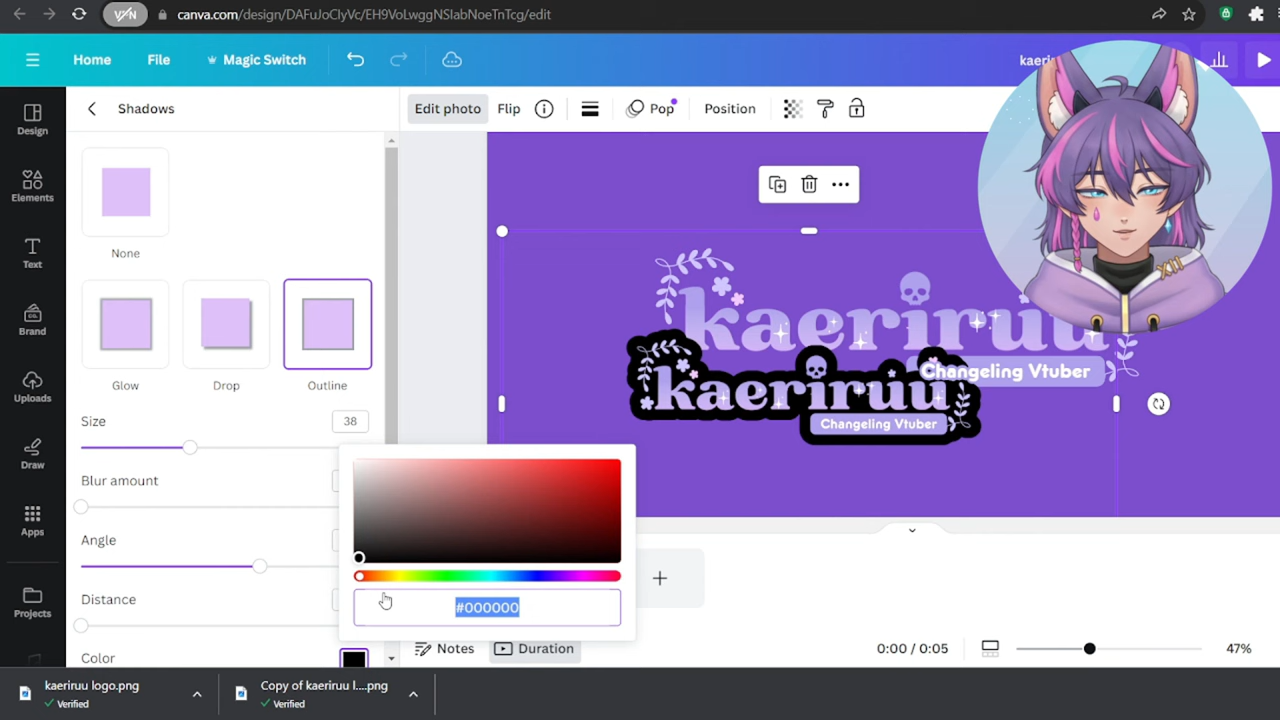 canva.com/design/DAFuJoCIyVc/EH9VoLwggNSIabNoeTnTcg/edit
Home
File
Magic Switch
Design
Elements
Text
Brand
Uploads
Draw
Apps
Projects
Shadows
None
Glow
Drop
Outline
Size
38
Blur amount
Angle
Distance
Color
#000000
Edit photo
Flip
Pop
Position
kaeriruu
Changeling Vtuber
kaeriruu
Changeling Vtuber
Notes
Duration
0:00 / 0:05
47%
kaeriruu logo.png
Verified
Copy of kaeriruu l....png
Verified